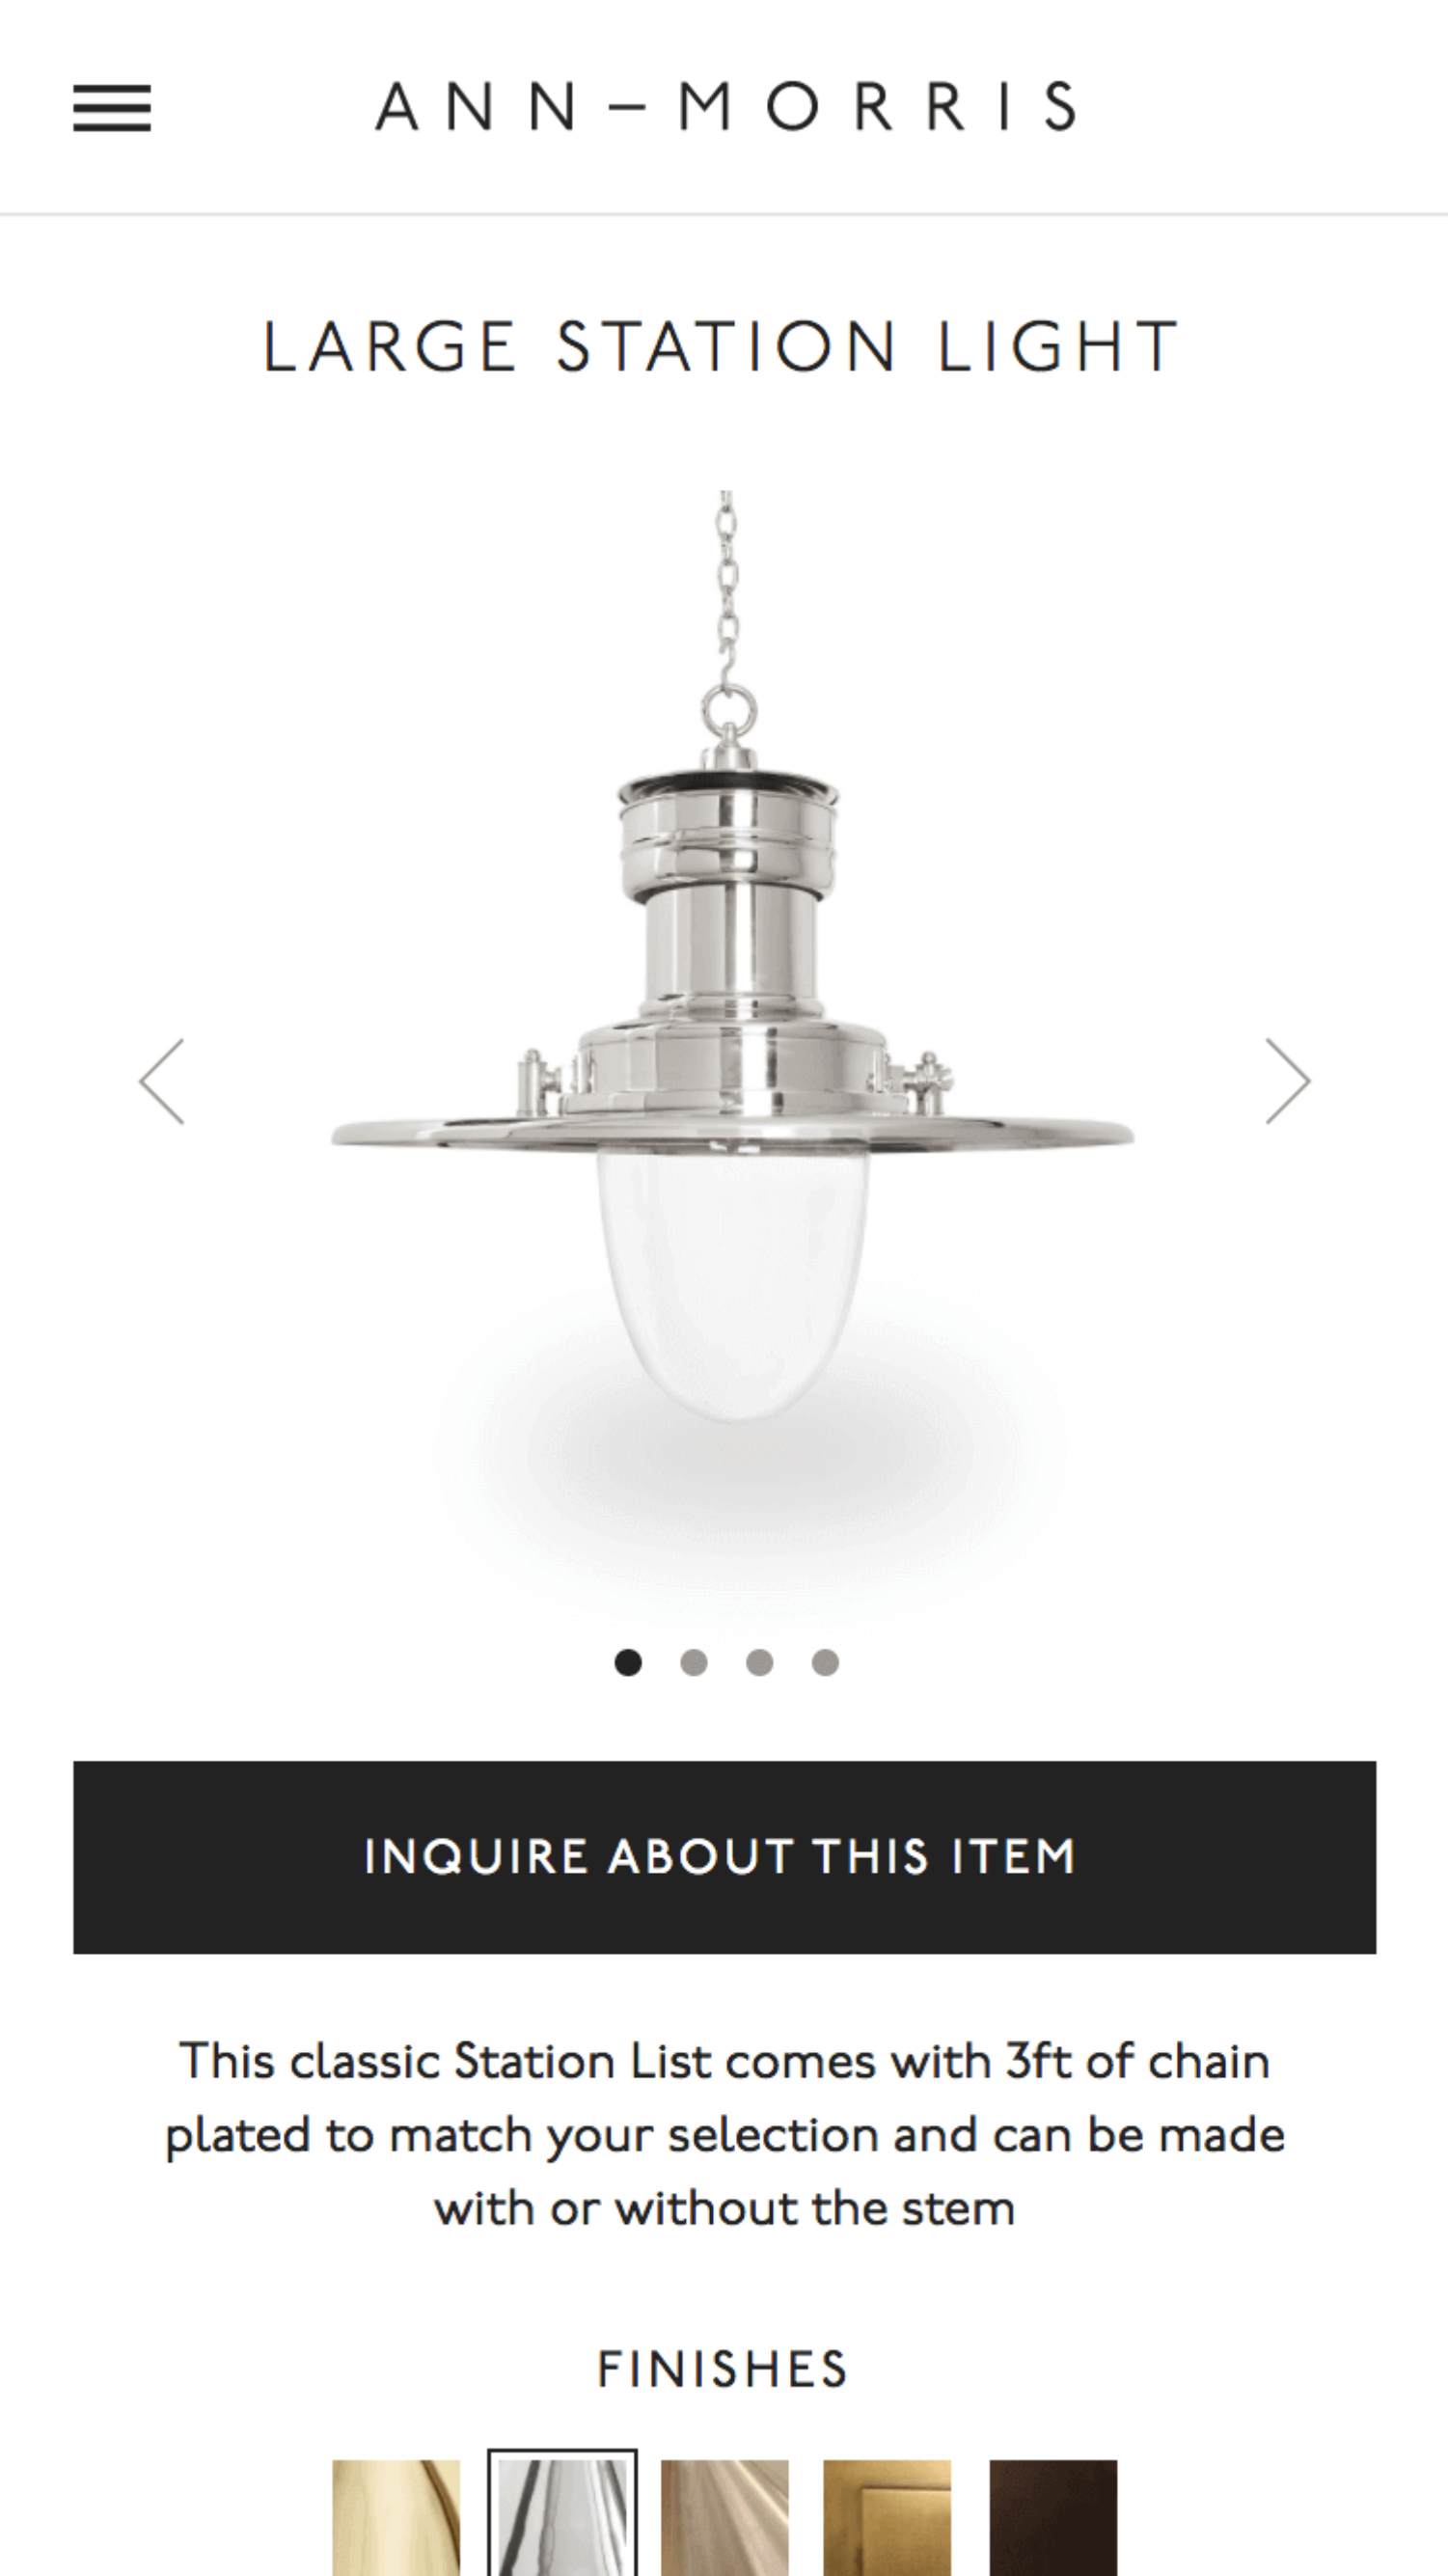 ANN–MORRIS
LARGE STATION LIGHT
INQUIRE ABOUT THIS ITEM
This classic Station List comes with 3ft of chain
plated to match your selection and can be made
with or without the stem
FINISHES